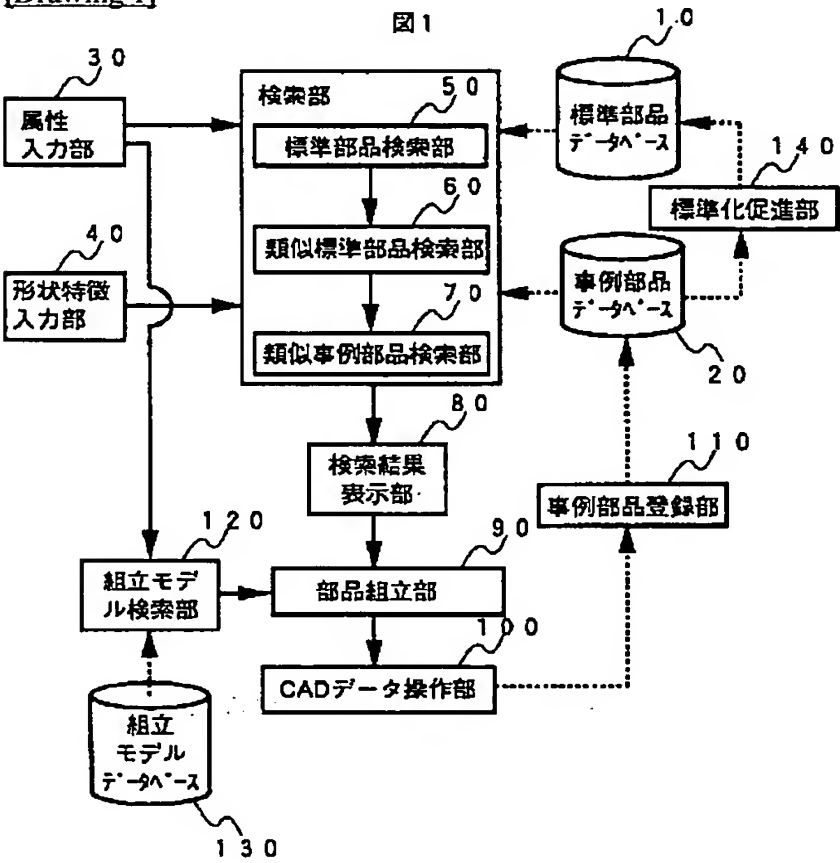 [Drawing 1]
図1
10
30
検索部
50
属性
入力部
標準部品
データベース
標準部品検索部
140
60
標準化促進部
40
類似標準部品検索部
形状特徴
入力部
事例部品
データベース
70
類似事例部品検索部
20
80
110
検索結果
表示部
事例部品登録部
120
90
組立モデ
ル検索部
部品組立部
100
CADデータ操作部
組立
モデル
データベース
130